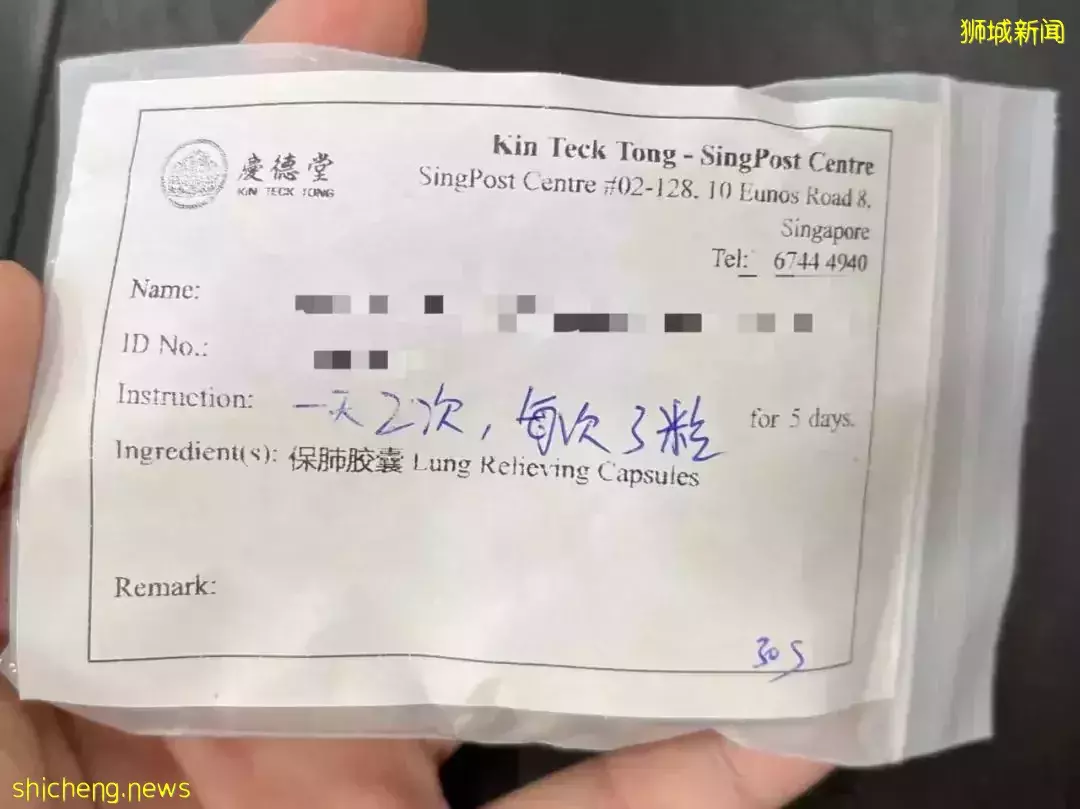 狮城新闻
慶德堂
KIN TECK TONG
Kin Teck Tong - SingPost Centre
SingPost Centre #02-128, 10 Eunos Road 8,
Singapore
Tel: 6744 4940
Name:
ID No.:
Instruction: 一天2次,每次3粒 for 5 days.
Ingredient(s): 保肺胶囊 Lung Relieving Capsules
Remark:
30s
shicheng.news